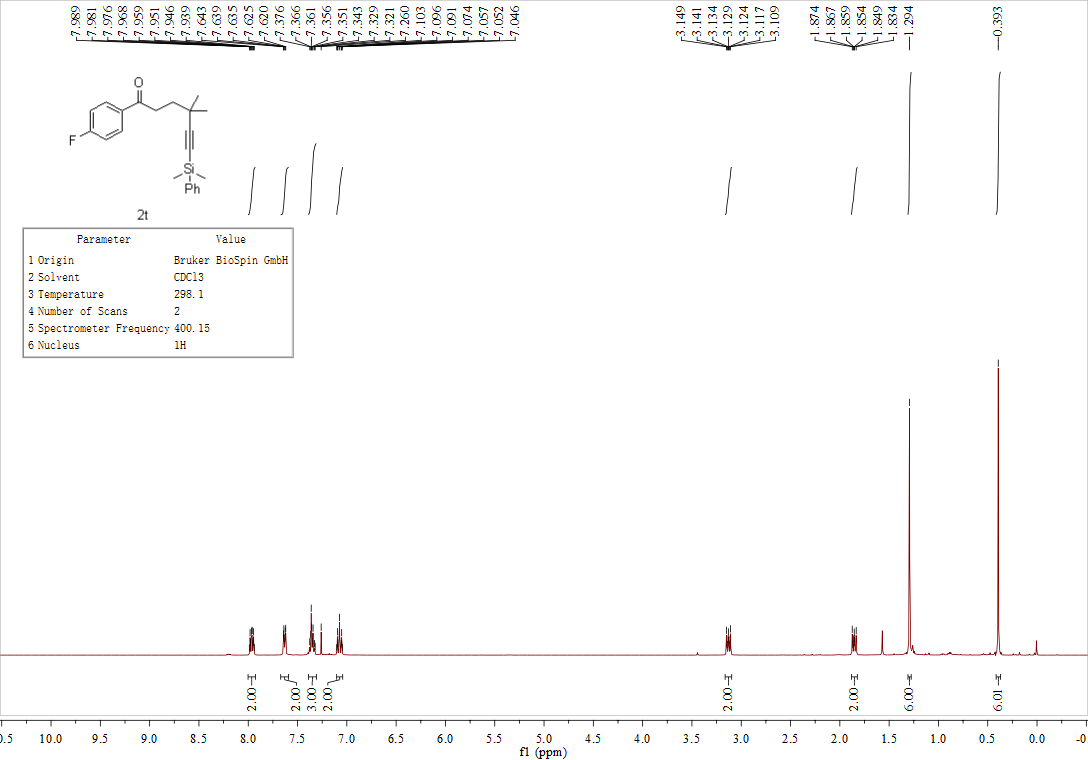 7.989 7.981 7.976 7.968 7.959 7.951 7.946 7.939 7.643 7.639 7.635 7.625 7.620 7.376 7.366 7.361 7.356 7.351 7.343 7.329 7.321 7.260 7.103 7.096 7.091 7.074 7.057 7.052 7.046 3.149 3.141 3.134 3.129 3.124 3.117 3.109 1.874 1.867 1.859 1.854 1.849 1.834 1.294 0.393
O
F
Si
Ph
2t
Parameter Value
1 Origin Bruker BioSpin GmbH
2 Solvent CDCl3
3 Temperature 298.1
4 Number of Scans 2
5 Spectrometer Frequency 400.15
6 Nucleus 1H
2.00 2.00 3.00 2.00 2.00 2.00 6.00 6.01
0.5 10.0 9.5 9.0 8.5 8.0 7.5 7.0 6.5 6.0 5.5 5.0 4.5 4.0 3.5 3.0 2.5 2.0 1.5 1.0 0.5 0.0 -0
f1 (ppm)